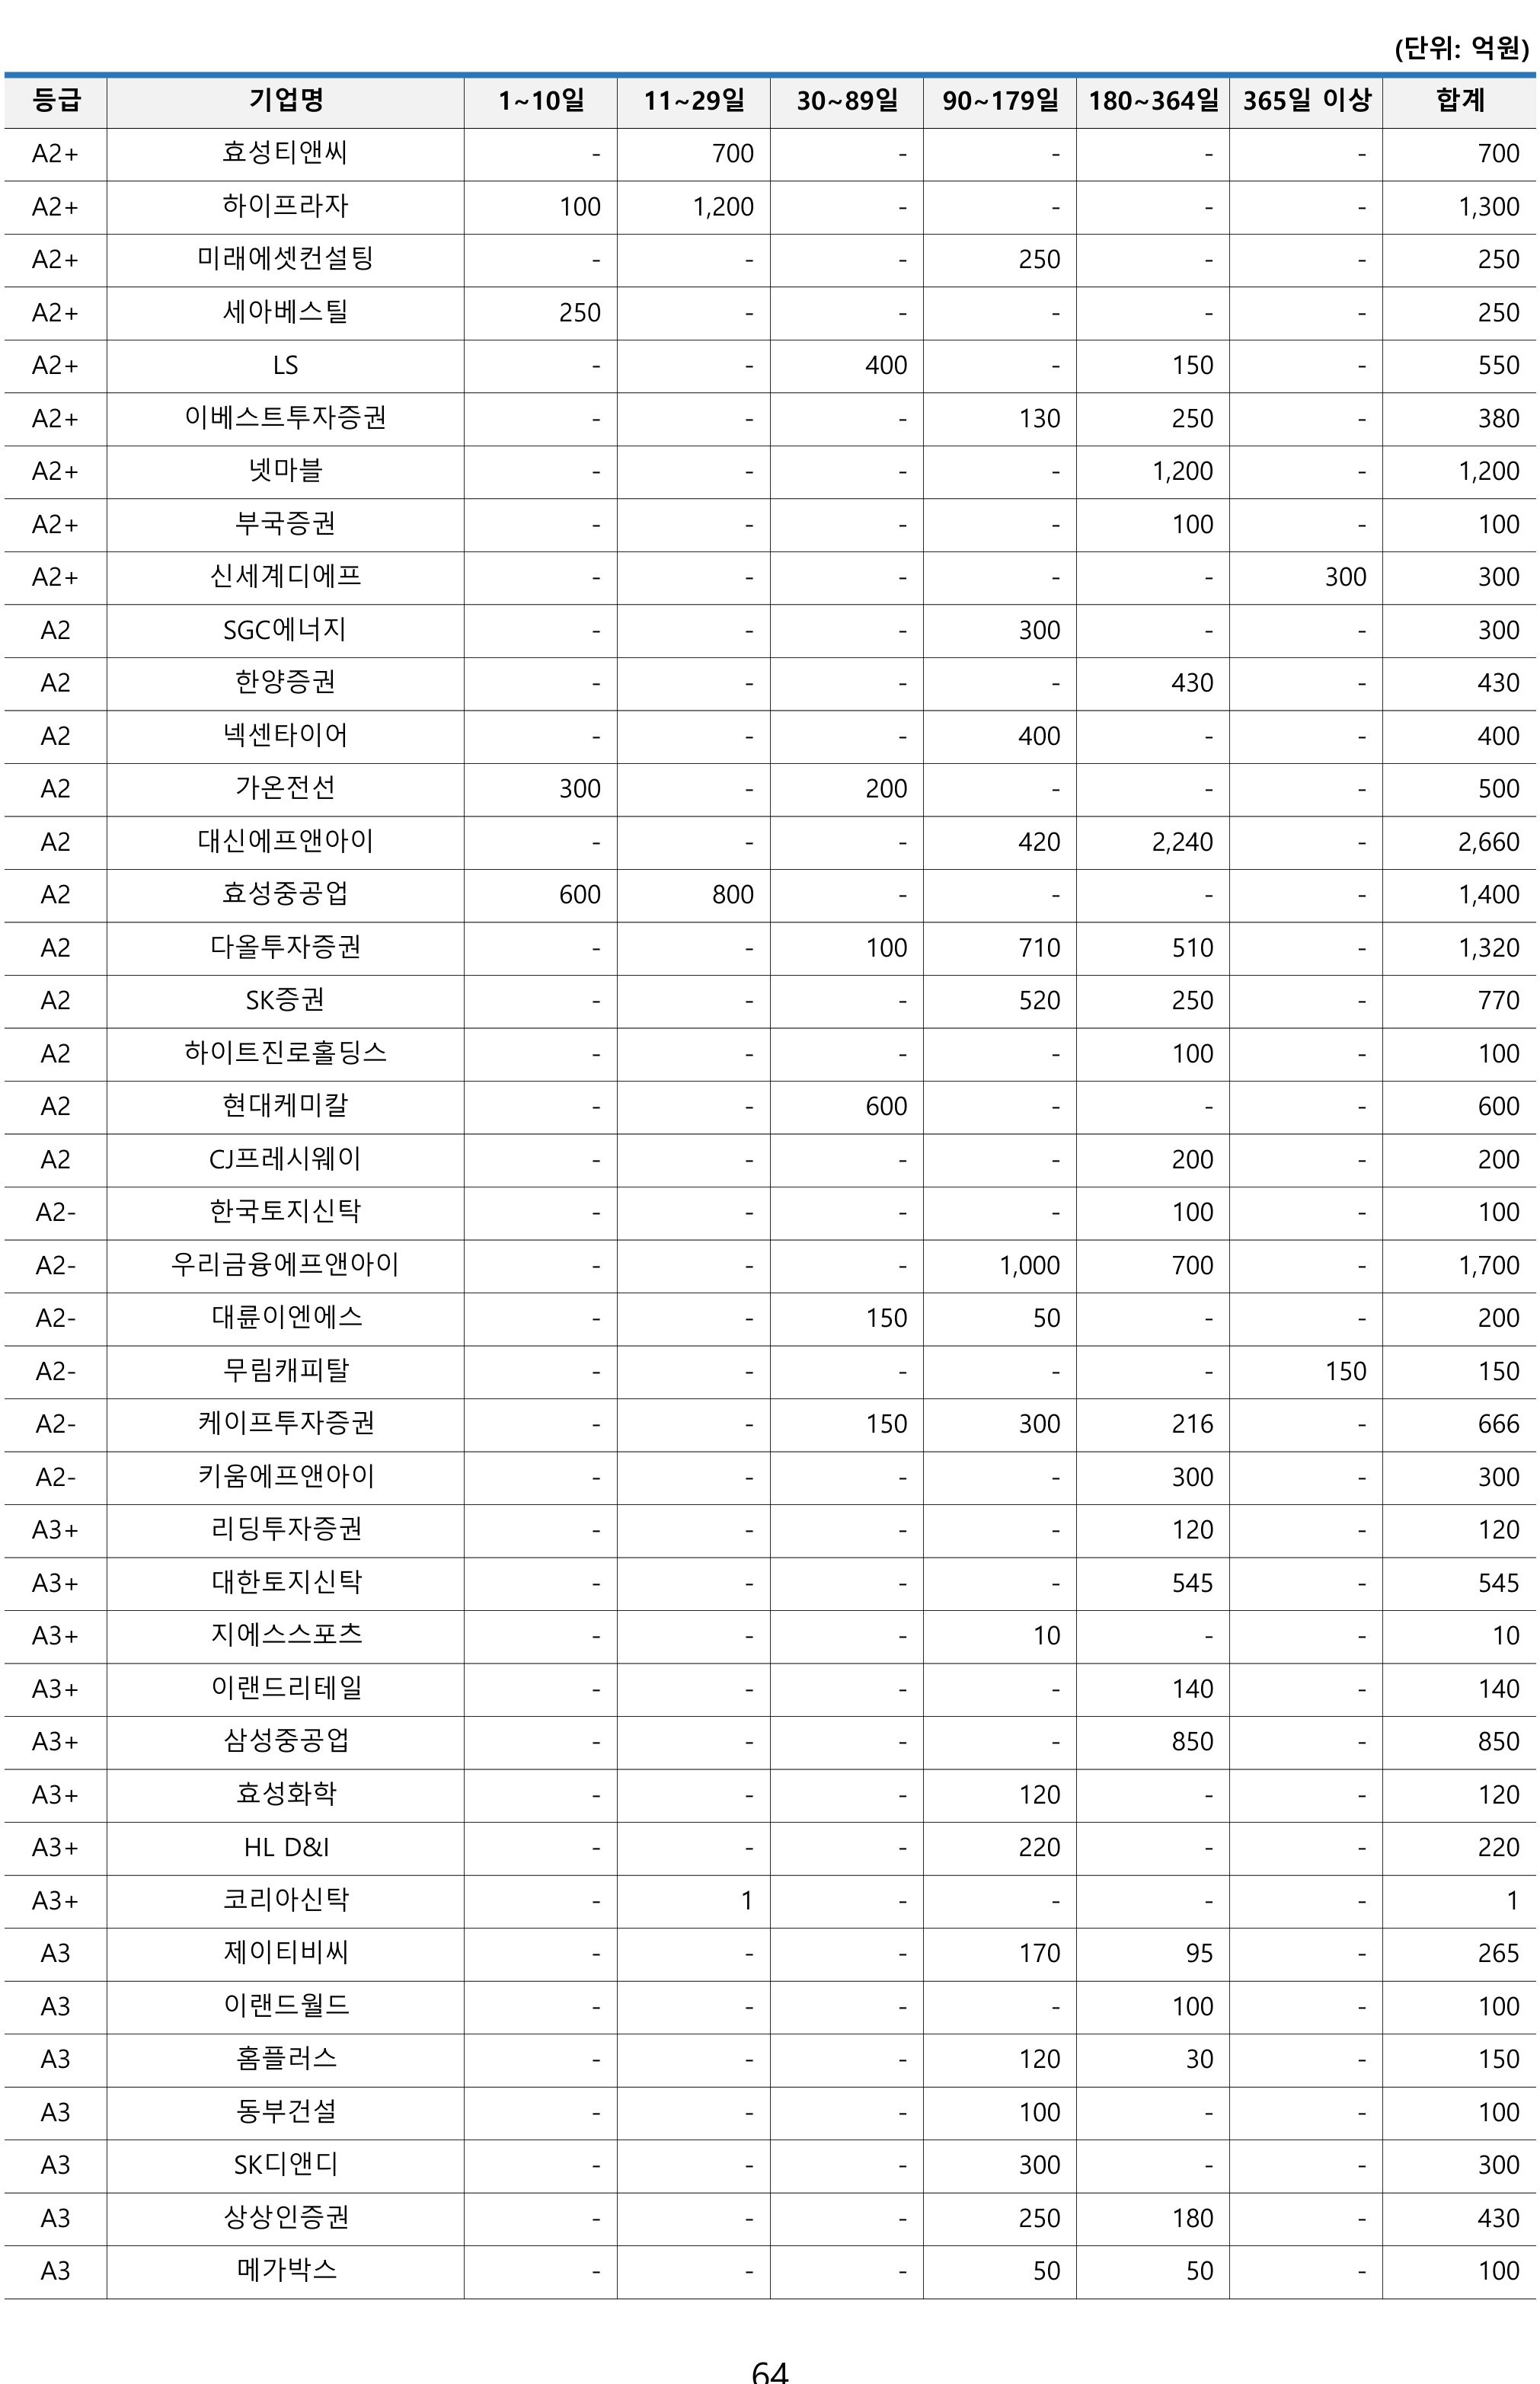 (단위: 억원)
등급 기업명 1~10일 11~29일 30~89일 90~179일 180~364일 365일 이상 합계
A2+ 효성티앤씨 - 700 - - - - 700
A2+ 하이프라자 100 1,200 - - - - 1,300
A2+ 미래에셋컨설팅 - - - 250 - - 250
A2+ 세아베스틸 250 - - - - - 250
A2+ LS - - 400 - 150 - 550
A2+ 이베스트투자증권 - - - 130 250 - 380
A2+ 넷마블 - - - - 1,200 - 1,200
A2+ 부국증권 - - - - 100 - 100
A2+ 신세계디에프 - - - - - 300 300
A2 SGC에너지 - - - 300 - - 300
A2 한양증권 - - - - 430 - 430
A2 넥센타이어 - - - 400 - - 400
A2 가온전선 300 - 200 - - - 500
A2 대신에프앤아이 - - - 420 2,240 - 2,660
A2 효성중공업 600 800 - - - - 1,400
A2 다올투자증권 - - 100 710 510 - 1,320
A2 SK증권 - - - 520 250 - 770
A2 하이트진로홀딩스 - - - - 100 - 100
A2 현대케미칼 - - 600 - - - 600
A2 CJ프레시웨이 - - - - 200 - 200
A2- 한국토지신탁 - - - - 100 - 100
A2- 우리금융에프앤아이 - - - 1,000 700 - 1,700
A2- 대륜이엔에스 - - 150 50 - - 200
A2- 무림캐피탈 - - - - - 150 150
A2- 케이프투자증권 - - 150 300 216 - 666
A2- 키움에프앤아이 - - - - 300 - 300
A3+ 리딩투자증권 - - - - 120 - 120
A3+ 대한토지신탁 - - - - 545 - 545
A3+ 지에스스포츠 - - - 10 - - 10
A3+ 이랜드리테일 - - - - 140 - 140
A3+ 삼성중공업 - - - - 850 - 850
A3+ 효성화학 - - - 120 - - 120
A3+ HL D&I - - - 220 - - 220
A3+ 코리아신탁 - 1 - - - - 1
A3 제이티비씨 - - - 170 95 - 265
A3 이랜드월드 - - - - 100 - 100
A3 홈플러스 - - - 120 30 - 150
A3 동부건설 - - - 100 - - 100
A3 SK디앤디 - - - 300 - - 300
A3 상상인증권 - - - 250 180 - 430
A3 메가박스 - - - 50 50 - 100
64